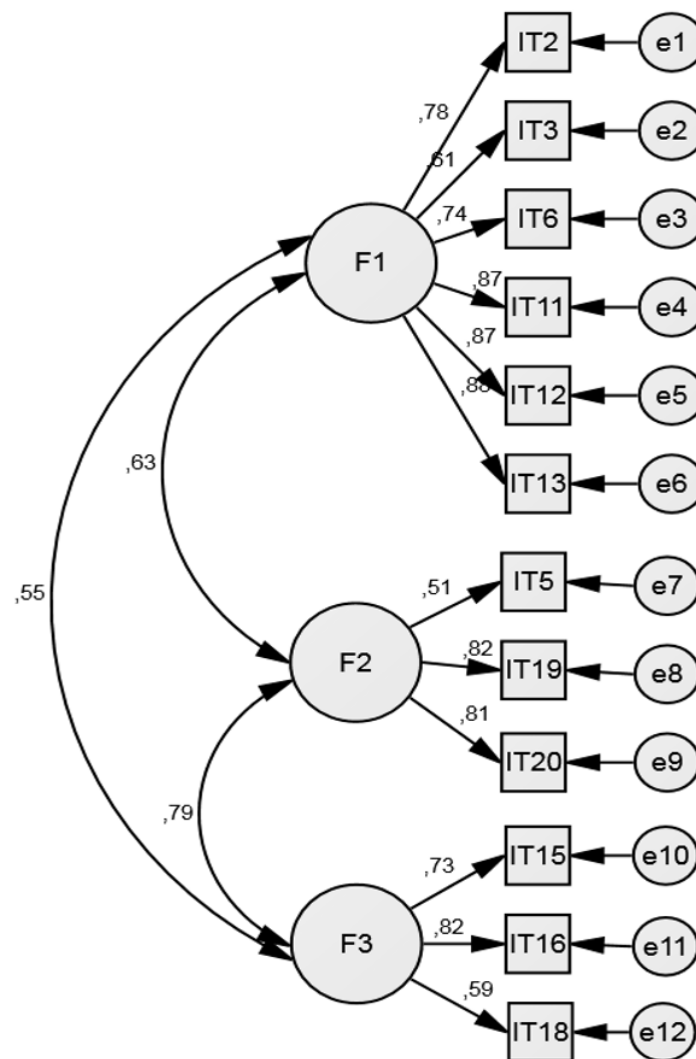 IT2 e1
,78
IT3 e2
,61
IT6 e3
,74
F1
,87
IT11 e4
,87
IT12 e5
,88
IT13 e6
,63
,55
,51
IT5 e7
F2
,82
IT19 e8
,81
IT20 e9
,79
,73
IT15 e10
F3
,82
IT16 e11
,59
IT18 e12